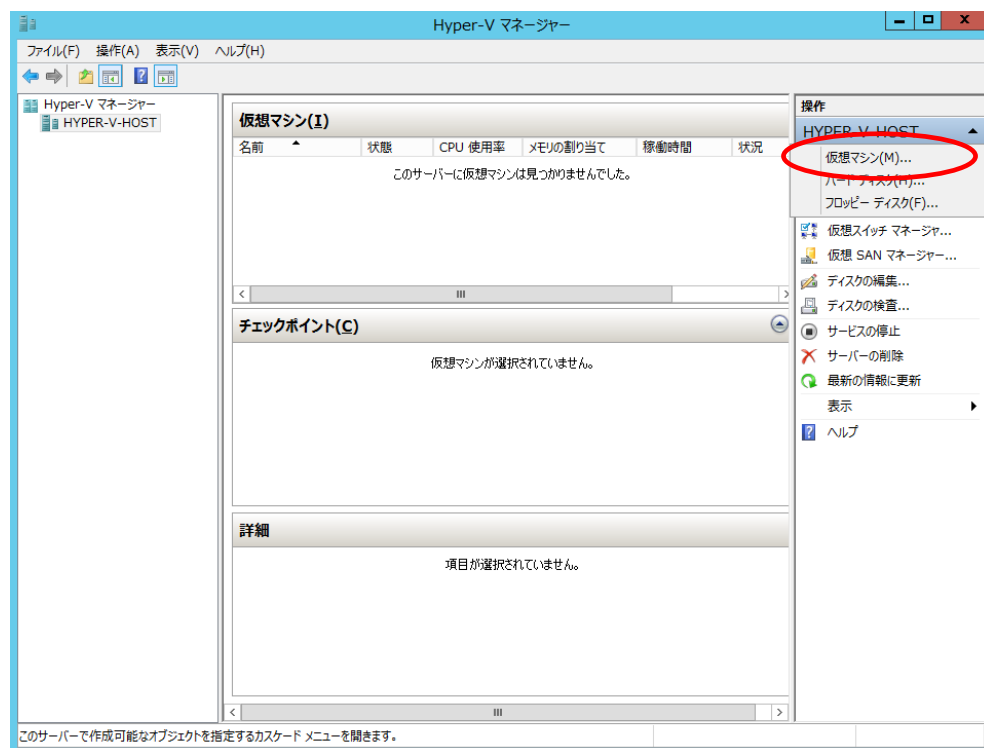 Hyper-V マネージャー
ファイル(F) 操作(A) 表示(V) ヘルプ(H)
Hyper-V マネージャー
HYPER-V-HOST
仮想マシン(I)
名前 状態 CPU 使用率 メモリの割り当て 稼働時間 状況
このサーバーに仮想マシンは見つかりませんでした。
チェックポイント(C)
仮想マシンが選択されていません。
詳細
項目が選択されていません。
操作
HYPER-V-HOST
仮想マシン(M)...
ハード ディスク(H)...
フロッピー ディスク(F)...
仮想スイッチ マネージャ...
仮想 SAN マネージャー...
ディスクの編集...
ディスクの検査...
サービスの停止
サーバーの削除
最新の情報に更新
表示
ヘルプ
このサーバーで作成可能なオブジェクトを指定するカスケード メニューを開きます。